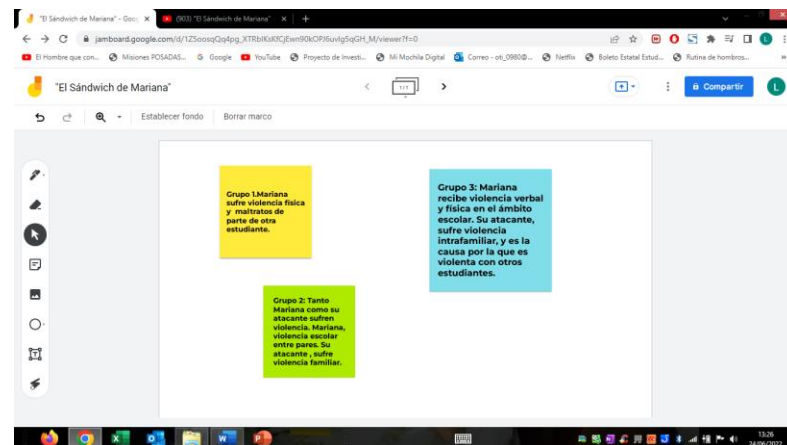 "El Sándwich de Mariana" - Goo
(903) "El Sándwich de Mariana" -
jamboard.google.com/d/1Z5oosqQq4pg_XTRbIKsKfCjEwn90kOPJ6uvlg5qGH_M/viewer?f=0
El Hombre que con...
Misiones POSADAS...
Google
YouTube
Proyecto de Investi...
Mi Mochila Digital
Correo - oti_0980@...
Netflix
Boleto Estatal Estud...
Rutina de hombros...
"El Sándwich de Mariana"
1/1
Compartir
L
Establecer fondo
Borrar marco
Grupo 1.Mariana
sufre violencia física
y maltratos de
parte de otra
estudiante.
Grupo 2: Tanto
Mariana como su
atacante sufren
violencia. Mariana,
violencia escolar
entre pares. Su
atacante , sufre
violencia familiar.
Grupo 3: Mariana
recibe violencia verbal
y física en el ámbito
escolar. Su atacante,
sufre violencia
intrafamiliar, y es la
causa por la que es
violenta con otros
estudiantes.
13:26
24/06/2022